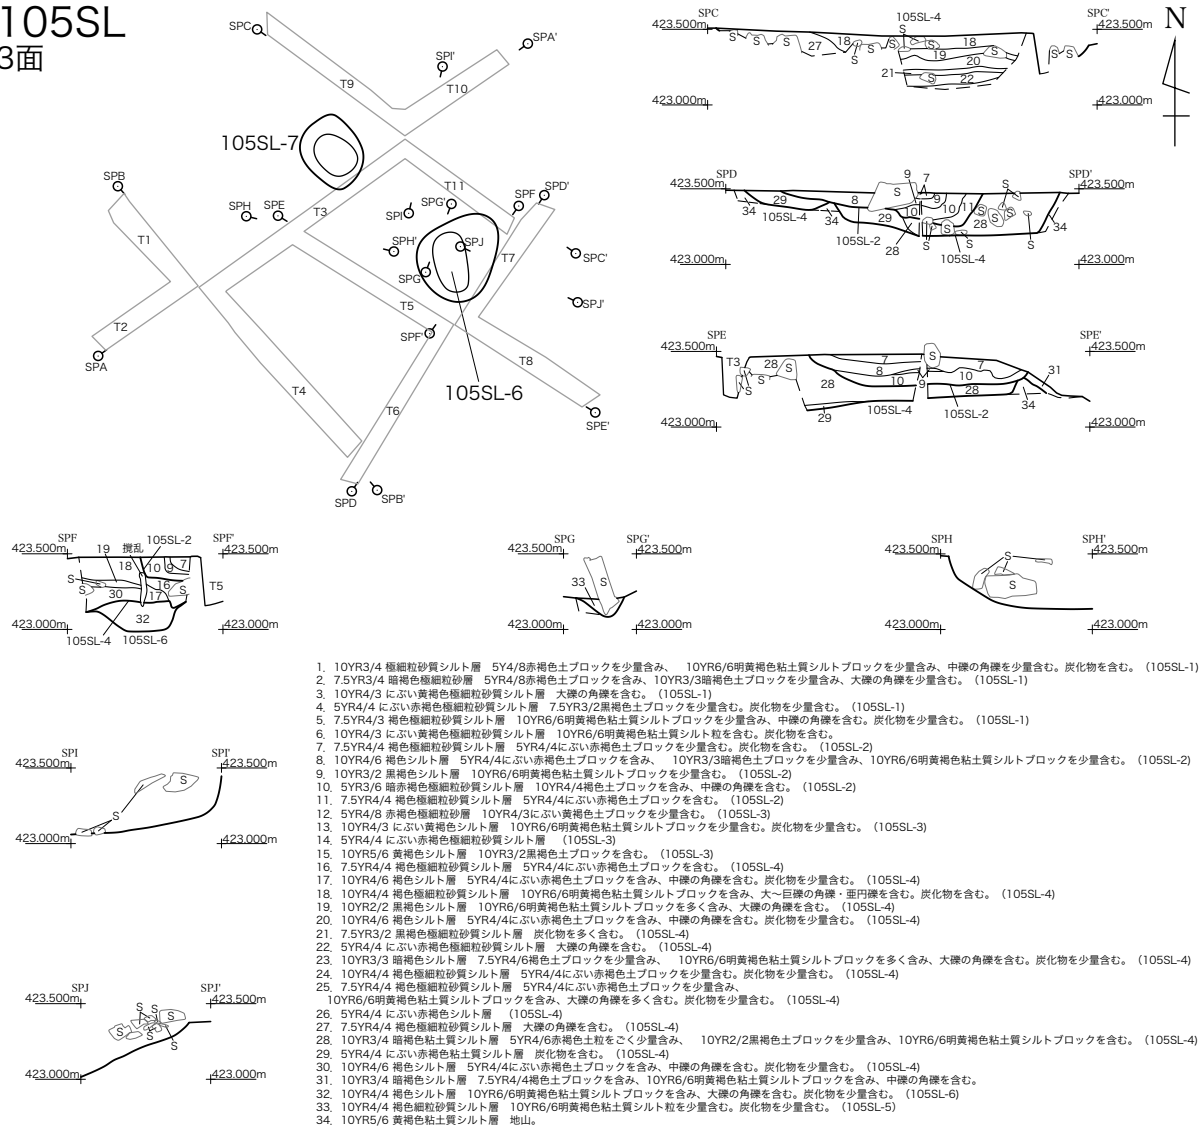 105SL
3面
SPC
SPA'
SPI'
T9
T10
105SL-7
SPB
T11
SPD'
SPF
SPG'
SPH
SPE
T3
SPI
T1
SPH'
SPJ
SPC'
T7
SPG
T5
SPJ'
T2
SPF'
SPA
T8
T4
105SL-6
T6
SPE'
SPD
SPB'
N
SPC
SPC'
423.500m
105SL-4
423.500m
S
S S S 27 18 S S S 18
19 S
S 20
21 S 22
S S
423.000m
423.000m
SPD
SPD'
423.500m
9 7 S
423.500m
29 8 S 9
34 105SL-4 34 29 10 10 11 S S 28 S
34
105SL-2 S S S S
28 105SL-4
423.000m
423.000m
SPE
SPE'
423.500m
423.500m
T3 28 S 7 S 7
S S 8 10 31
S 28 10 9 28 34
29 105SL-4 105SL-2
423.000m
423.000m
SPF
SPF'
105SL-2
423.500m
19 撹乱
423.500m
18 10 9 7
S 16 T5
S 30 17 S
32
423.000m
423.000m
105SL-4 105SL-6
SPG
SPG'
423.500m
423.500m
33 S
423.000m
423.000m
SPH
SPH'
423.500m
423.500m
S
S
423.000m
423.000m
SPI
SPI'
423.500m
423.500m
S
S
423.000m
423.000m
SPJ
SPJ'
423.500m
423.500m
S S S
S S
S
423.000m
423.000m
1. 10YR3/4 極細粒砂質シルト層　5Y4/8赤褐色土ブロックを少量含み、　10YR6/6明黄褐色粘土質シルトブロックを少量含み、中礫の角礫を少量含む。炭化物を含む。（105SL-1）
2. 7.5YR3/4 暗褐色極細粒砂層　5YR4/8赤褐色土ブロックを含み、10YR3/3暗褐色土ブロックを少量含み、大礫の角礫を少量含む。（105SL-1）
3. 10YR4/3 にぶい黄褐色極細粒砂質シルト層　大礫の角礫を含む。（105SL-1）
4. 5YR4/4 にぶい赤褐色極細粒砂質シルト層　7.5YR3/2黒褐色土ブロックを少量含む。炭化物を少量含む。（105SL-1）
5. 7.5YR4/3 褐色極細粒砂質シルト層　10YR6/6明黄褐色粘土質シルトブロックを少量含み、中礫の角礫を含む。炭化物を少量含む。（105SL-1）
6. 10YR4/3 にぶい黄褐色極細粒砂質シルト層　10YR6/6明黄褐色粘土質シルト粒を含む。炭化物を含む。
7. 7.5YR4/4 褐色極細粒砂質シルト層　5YR4/4にぶい赤褐色土ブロックを少量含む。炭化物を含む。（105SL-2）
8. 10YR4/6 褐色シルト層　5YR4/4にぶい赤褐色土ブロックを含み、　10YR3/3暗褐色土ブロックを少量含み、10YR6/6明黄褐色粘土質シルトブロックを少量含む。（105SL-2）
9. 10YR3/2 黒褐色シルト層　10YR6/6明黄褐色粘土質シルトブロックを少量含む。（105SL-2）
10. 5YR3/6 暗赤褐色極細粒砂質シルト層　10YR4/4褐色土ブロックを含み、中礫の角礫を含む。（105SL-2）
11. 7.5YR4/4 褐色極細粒砂質シルト層　5YR4/4にぶい赤褐色土ブロックを含む。（105SL-2）
12. 5YR4/8 赤褐色極細粒砂層　10YR4/3にぶい黄褐色土ブロックを少量含む。（105SL-3）
13. 10YR4/3 にぶい黄褐色シルト層　10YR6/6明黄褐色粘土質シルトブロックを少量含む。炭化物を少量含む。（105SL-3）
14. 5YR4/4 にぶい赤褐色極細粒砂質シルト層　（105SL-3）
15. 10YR5/6 黄褐色シルト層　10YR3/2黒褐色土ブロックを含む。（105SL-3）
16. 7.5YR4/4 褐色極細粒砂質シルト層　5YR4/4にぶい赤褐色土ブロックを含む。（105SL-4）
17. 10YR4/6 褐色シルト層　5YR4/4にぶい赤褐色土ブロックを含み、中礫の角礫を含む。炭化物を少量含む。（105SL-4）
18. 10YR4/4 褐色極細粒砂質シルト層　10YR6/6明黄褐色粘土質シルトブロックを含み、大～巨礫の角礫・亜円礫を含む。炭化物を含む。（105SL-4）
19. 10YR2/2 黒褐色シルト層　10YR6/6明黄褐色粘土質シルトブロックを多く含み、大礫の角礫を含む。（105SL-4）
20. 10YR4/6 褐色シルト層　5YR4/4にぶい赤褐色土ブロックを含み、中礫の角礫を含む。炭化物を少量含む。（105SL-4）
21. 7.5YR3/2 黒褐色極細粒砂質シルト層　炭化物を多く含む。（105SL-4）
22. 5YR4/4 にぶい赤褐色極細粒砂質シルト層　大礫の角礫を含む。（105SL-4）
23. 10YR3/3 暗褐色シルト層　7.5YR4/6褐色土ブロックを少量含み、　10YR6/6明黄褐色粘土質シルトブロックを多く含み、大礫の角礫を含む。炭化物を少量含む。（105SL-4）
24. 10YR4/4 褐色極細粒砂質シルト層　5YR4/4にぶい赤褐色土ブロックを少量含む。炭化物を少量含む。（105SL-4）
25. 7.5YR4/4 褐色極細粒砂質シルト層　5YR4/4にぶい赤褐色土ブロックを少量含み、
10YR6/6明黄褐色粘土質シルトブロックを含み、大礫の角礫を多く含む。炭化物を少量含む。（105SL-4）
26. 5YR4/4 にぶい赤褐色シルト層　（105SL-4）
27. 7.5YR4/4 褐色極細粒砂質シルト層　大礫の角礫を含む。（105SL-4）
28. 10YR3/4 暗褐色粘土質シルト層　5YR4/6赤褐色土粒をごく少量含み、　10YR2/2黒褐色土ブロックを少量含み、10YR6/6明黄褐色粘土質シルトブロックを含む。（105SL-4）
29. 5YR4/4 にぶい赤褐色粘土質シルト層　炭化物を含む。（105SL-4）
30. 10YR4/6 褐色シルト層　5YR4/4にぶい赤褐色土ブロックを含み、中礫の角礫を含む。炭化物を少量含む。（105SL-4）
31. 10YR3/4 暗褐色シルト層　7.5YR4/4褐色土ブロックを含み、10YR6/6明黄褐色粘土質シルトブロックを含み、中礫の角礫を含む。
32. 10YR4/4 褐色シルト層　10YR6/6明黄褐色粘土質シルトブロックを含み、大礫の角礫を含む。炭化物を少量含む。（105SL-6）
33. 10YR4/4 褐色細粒砂質シルト層　10YR6/6明黄褐色粘土質シルト粒を少量含む。炭化物を少量含む。（105SL-5）
34. 10YR5/6 黄褐色粘土質シルト層　地山。